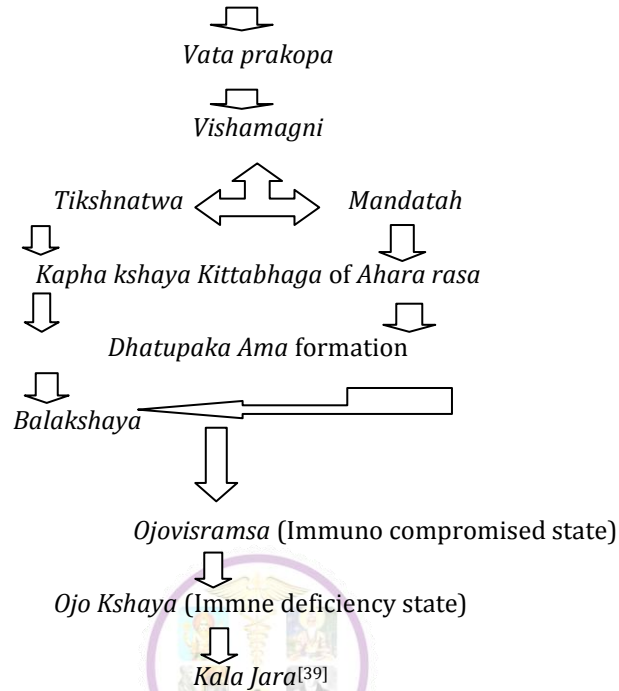 Vata prakopa
Vishamagni
Tikshnatwa Mandatah
Kapha kshaya Kittabhaga of Ahara rasa
Dhatupaka Ama formation
Balakshaya
Ojovisramsa (Immuno compromised state)
Ojo Kshaya (Immne deficiency state)
Kala Jara[39]